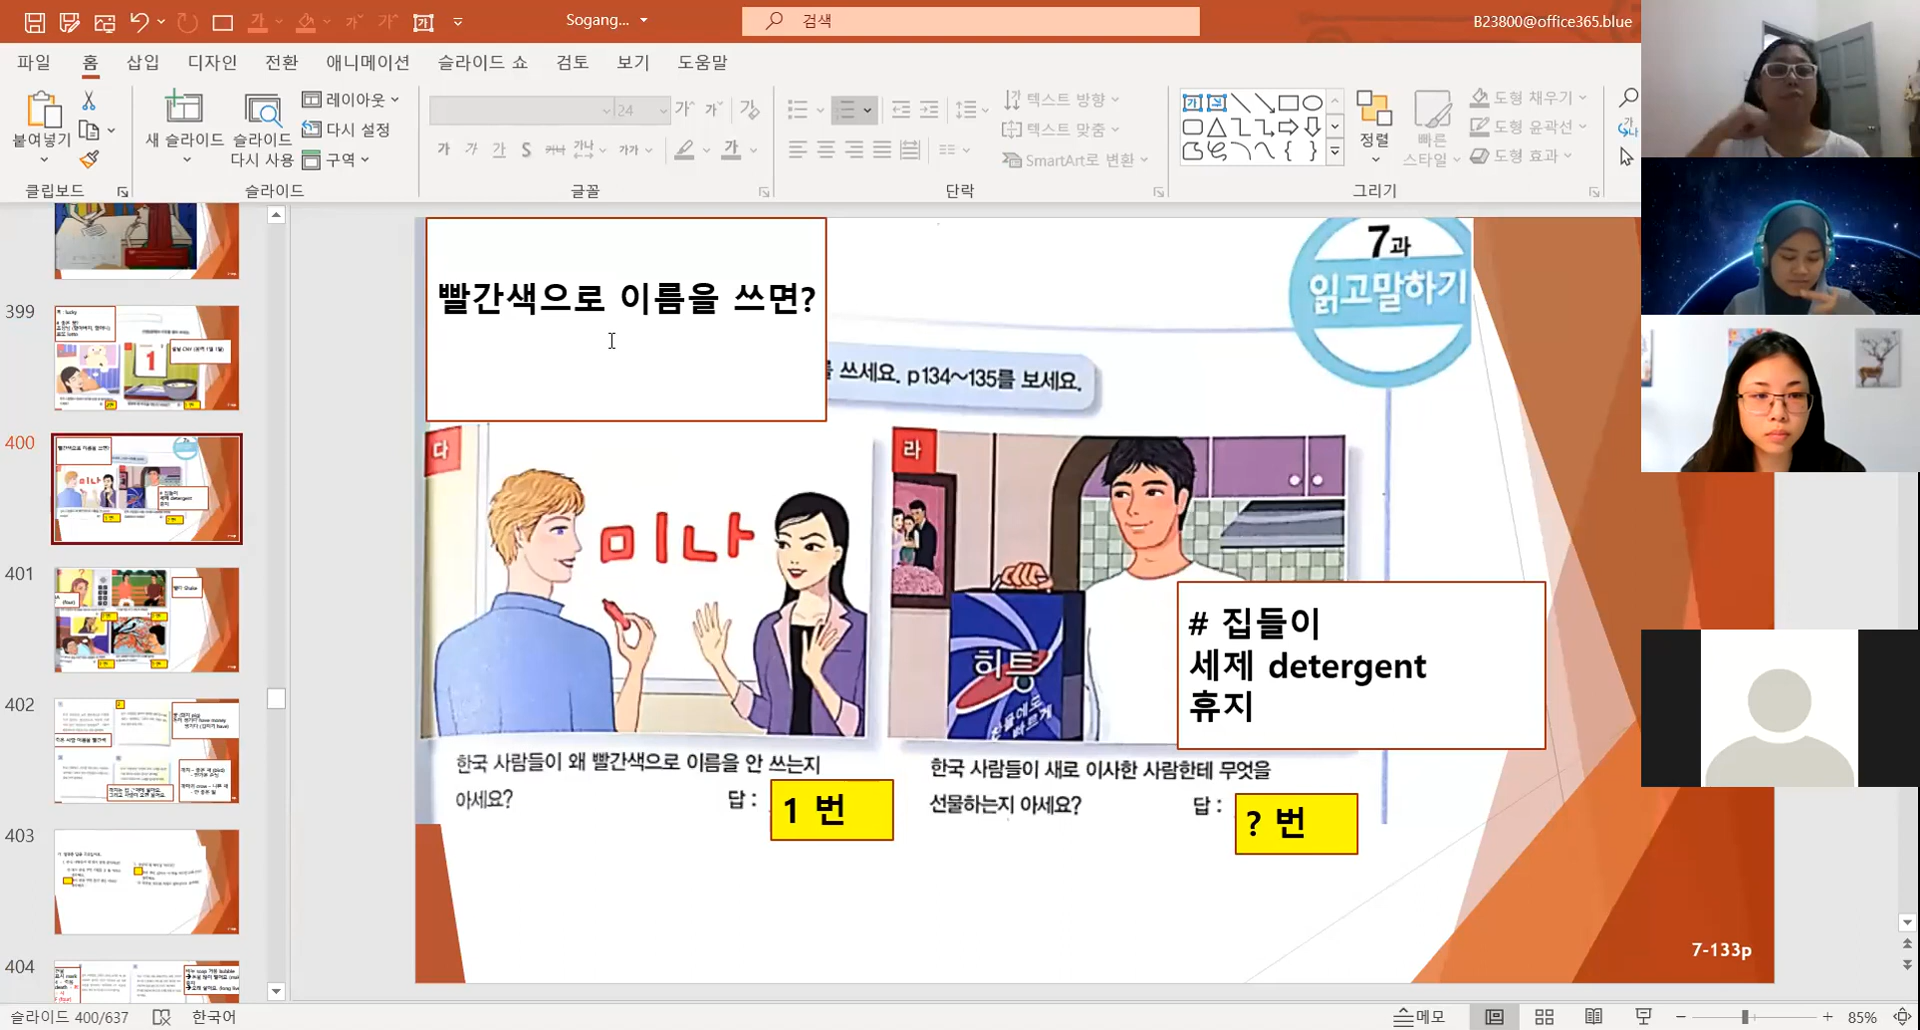 Sogang...
검색
B23800@office365.blue
파일 홈 삽입 디자인 전환 애니메이션 슬라이드 쇼 검토 보기 도움말
붙여넣기
클립보드
새 슬라이드
슬라이드 다시 사용
레이아웃
다시 설정
구역
슬라이드
24
글꼴
텍스트 방향
텍스트 맞춤
SmartArt로 변환
단락
정렬
빠른 스타일
도형 채우기
도형 윤곽선
도형 효과
그리기
399
400
401
402
403
404
빨간색으로 이름을 쓰면?
7과
읽고말하기
쓰세요. p134~135를 보세요.
다
미나
라
하통
# 집들이
세제 detergent
휴지
한국 사람들이 왜 빨간색으로 이름을 안 쓰는지
아세요?
답 :
1 번
한국 사람들이 새로 이사한 사람한테 무엇을
선물하는지 아세요?
답 :
? 번
7-133p
슬라이드 400/637
한국어
메모
85%